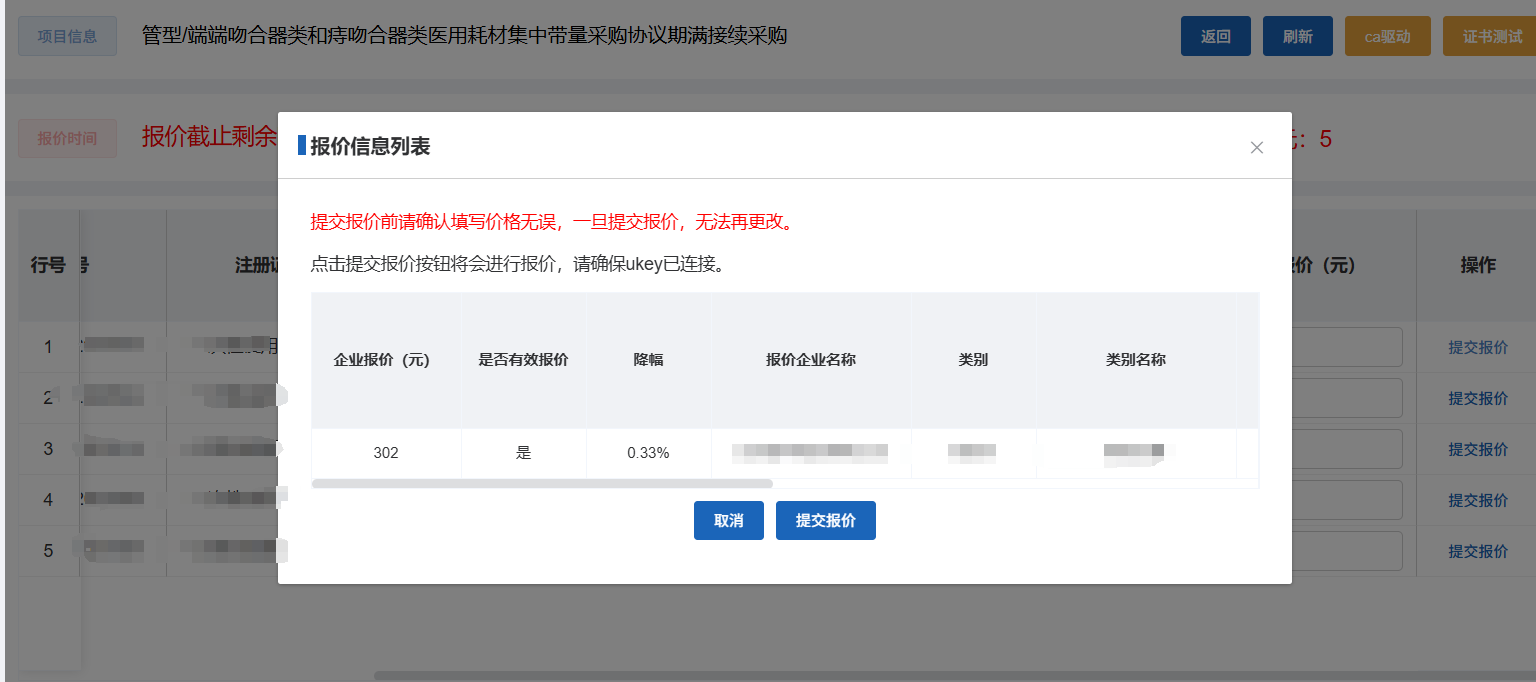 项目信息 管型/端端吻合器类和痔吻合器类医用耗材集中带量采购协议期满接续采购 返回 刷新 ca驱动 证书测试
报价时间 报价截止剩余 元：5
报价信息列表
提交报价前请确认填写价格无误，一旦提交报价，无法再更改。
点击提交报价按钮将会进行报价，请确保ukey已连接。
行号 号 注册证 报价（元） 操作
企业报价（元） 是否有效报价 降幅 报价企业名称 类别 类别名称
302 是 0.33%
取消 提交报价
1 提交报价
2 提交报价
3 提交报价
4 提交报价
5 提交报价